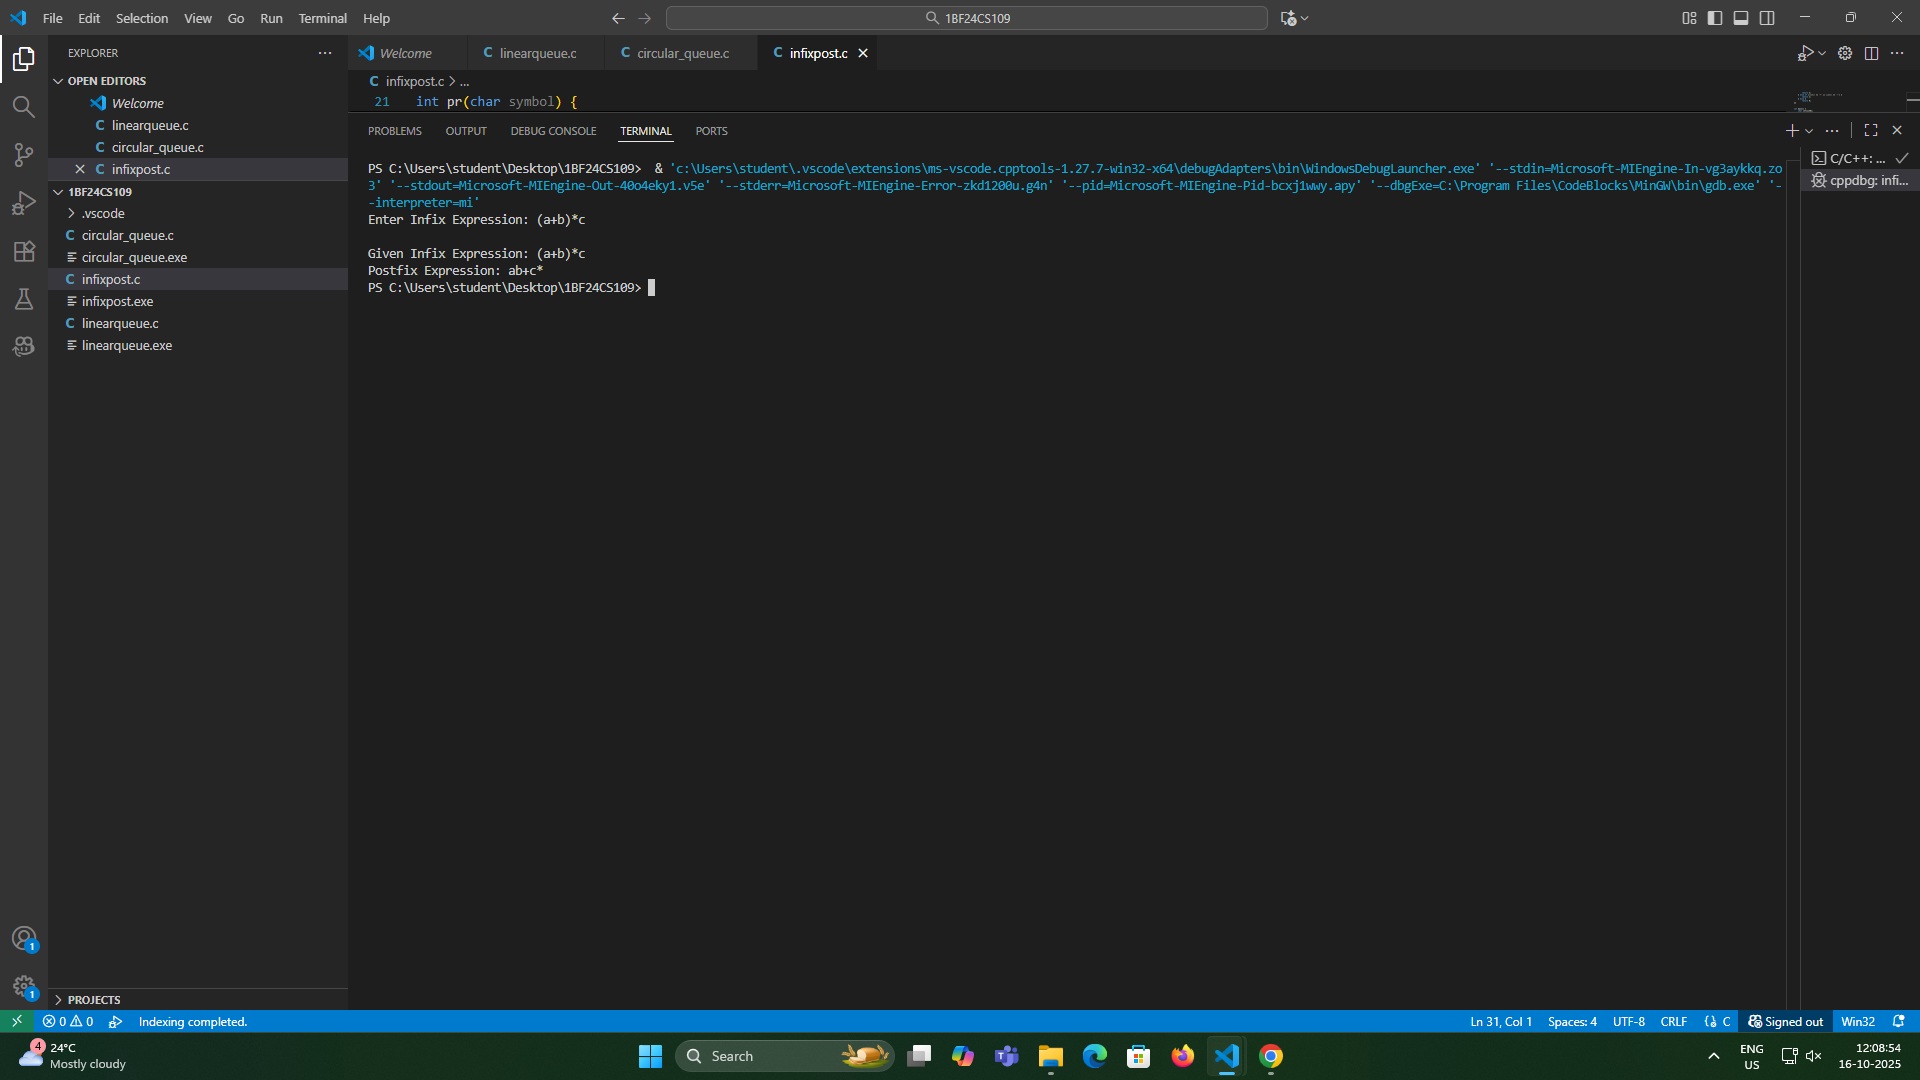 File Edit Selection View Go Run Terminal Help
1BF24CS109
EXPLORER
OPEN EDITORS
Welcome
linearqueue.c
circular_queue.c
infixpost.c
1BF24CS109
.vscode
circular_queue.c
circular_queue.exe
infixpost.c
infixpost.exe
linearqueue.c
linearqueue.exe
PROJECTS
Welcome linearqueue.c circular_queue.c infixpost.c
infixpost.c > ...
21 int pr(char symbol) {
PROBLEMS OUTPUT DEBUG CONSOLE TERMINAL PORTS
PS C:\Users\student\Desktop\1BF24CS109>  & 'c:\Users\student\.vscode\extensions\ms-vscode.cpptools-1.27.7-win32-x64\debugAdapters\bin\WindowsDebugLauncher.exe' '--stdin=Microsoft-MIEngine-In-vg3aykkq.zo
3' '--stdout=Microsoft-MIEngine-Out-40o4eky1.v5e' '--stderr=Microsoft-MIEngine-Error-zkd1200u.g4n' '--pid=Microsoft-MIEngine-Pid-bcxj1wwy.apy' '--dbgExe=C:\Program Files\CodeBlocks\MinGW\bin\gdb.exe' '-
-interpreter=mi'
Enter Infix Expression: (a+b)*c
Given Infix Expression: (a+b)*c
Postfix Expression: ab+c*
PS C:\Users\student\Desktop\1BF24CS109>
C/C++: ...
cppdbg: infi...
1
1
0 0 Indexing completed.
Ln 31, Col 1 Spaces: 4 UTF-8 CRLF {} C Signed out Win32
4
24°C
Mostly cloudy
Search
ENG
US
12:08:54
16-10-2025